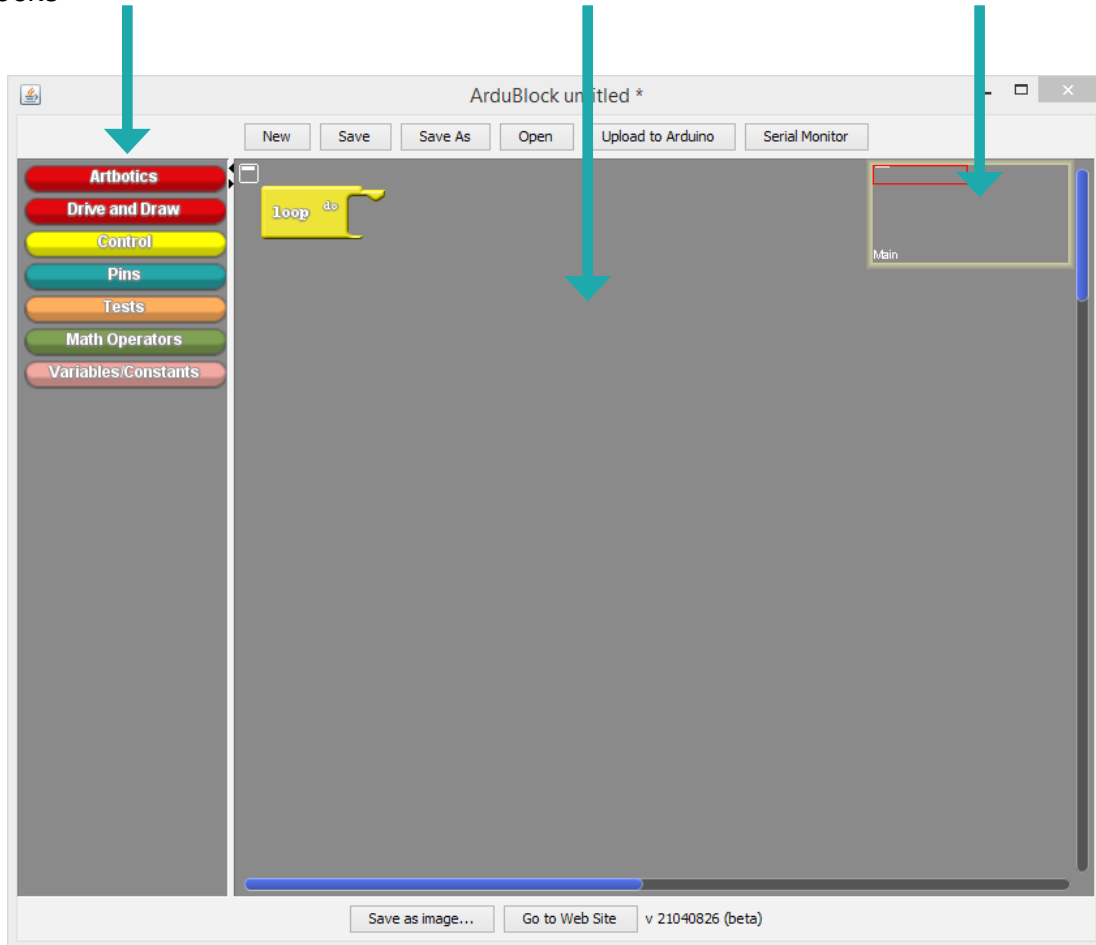 ArduBlock untitled *
New Save Save As Open Upload to Arduino Serial Monitor
Artbotics
Drive and Draw
Control
Pins
Tests
Math Operators
Variables/Constants
loop do
Main
Save as image... Go to Web Site v 21040826 (beta)